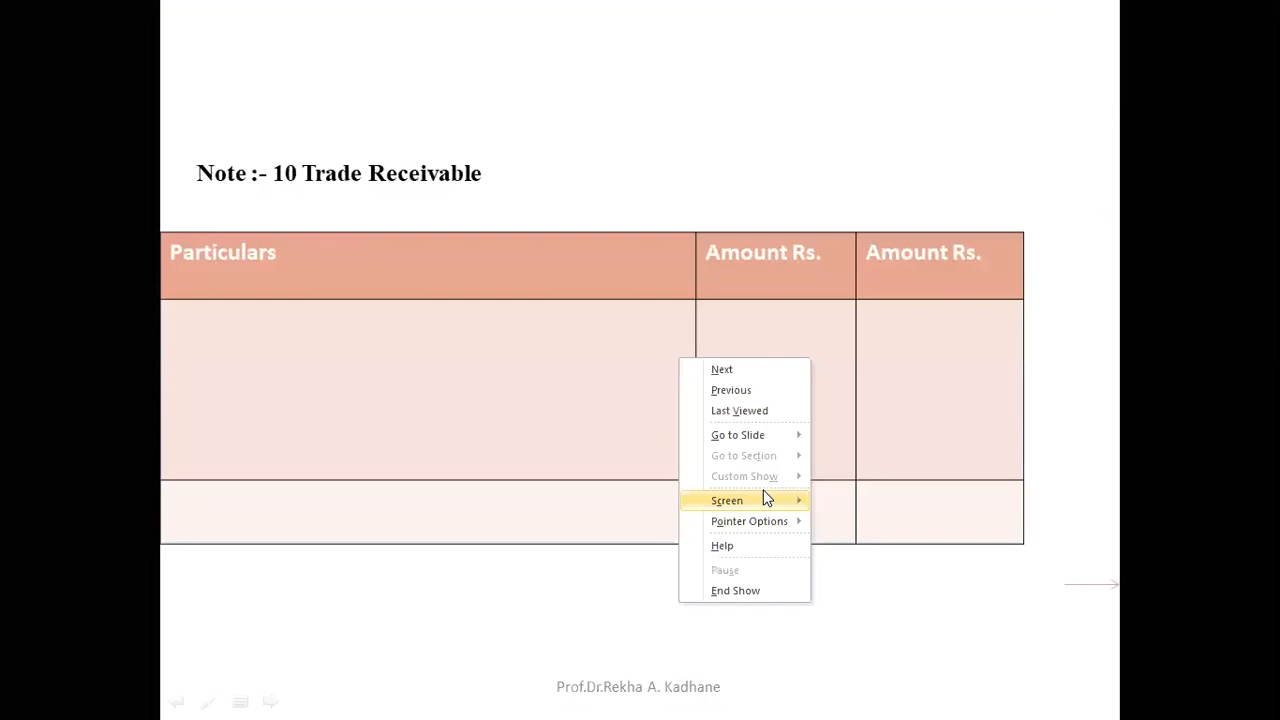 Note :- 10 Trade Receivable
Particulars
Amount Rs.
Amount Rs.
Next
Previous
Last Viewed
Go to Slide
Go to Section
Custom Show
Screen
Pointer Options
Help
Pause
End Show
Prof.Dr.Rekha A. Kadhane